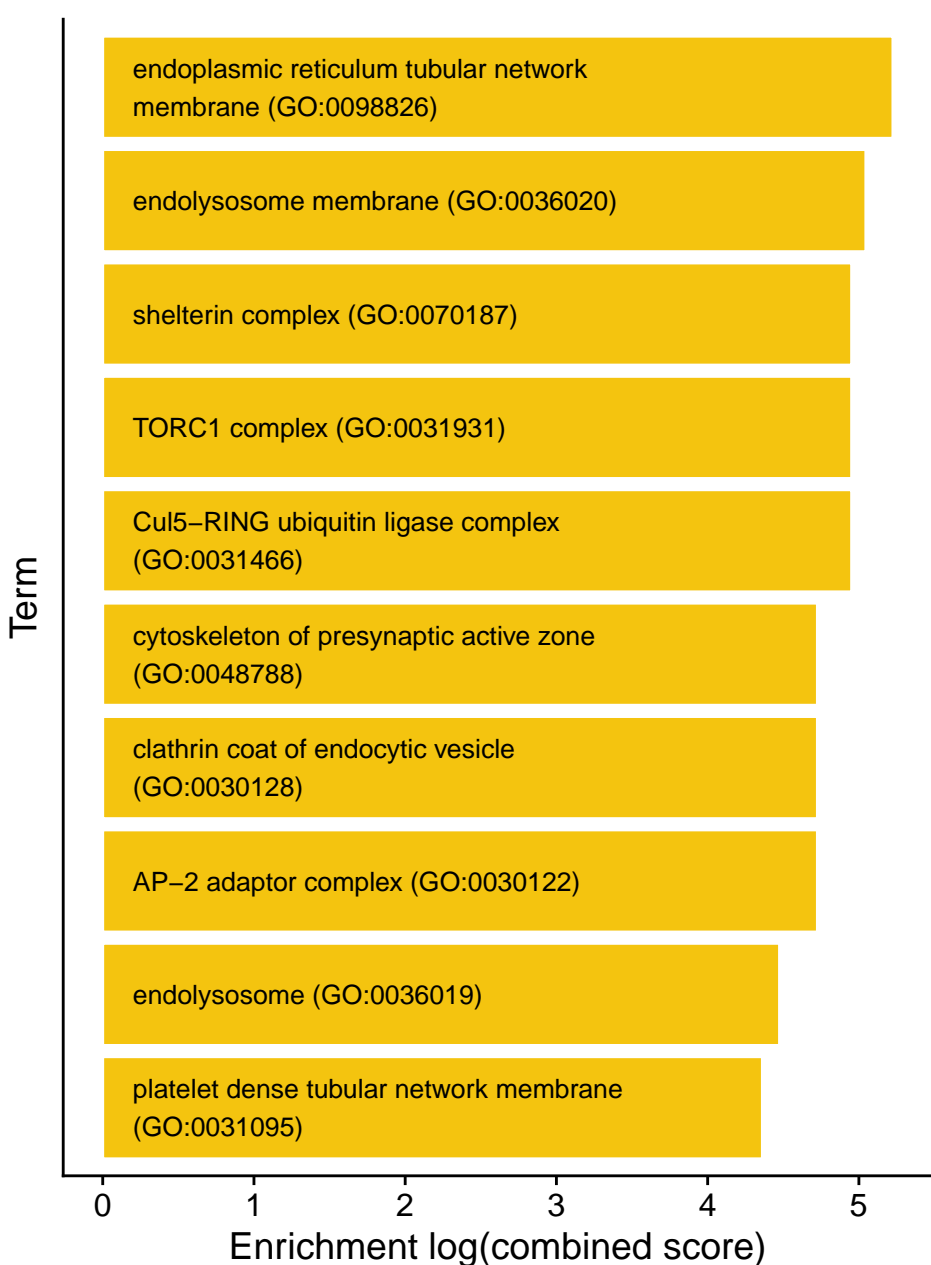 endoplasmic reticulum tubular network
membrane (GO:0098826)
endolysosome membrane (GO:0036020)
shelterin complex (GO:0070187)
TORC1 complex (GO:0031931)
Cul5−RING ubiquitin ligase complex
(GO:0031466)
cytoskeleton of presynaptic active zone
(GO:0048788)
clathrin coat of endocytic vesicle
(GO:0030128)
AP−2 adaptor complex (GO:0030122)
endolysosome (GO:0036019)
platelet dense tubular network membrane
(GO:0031095)
Term
0 1 2 3 4 5
Enrichment log(combined score)